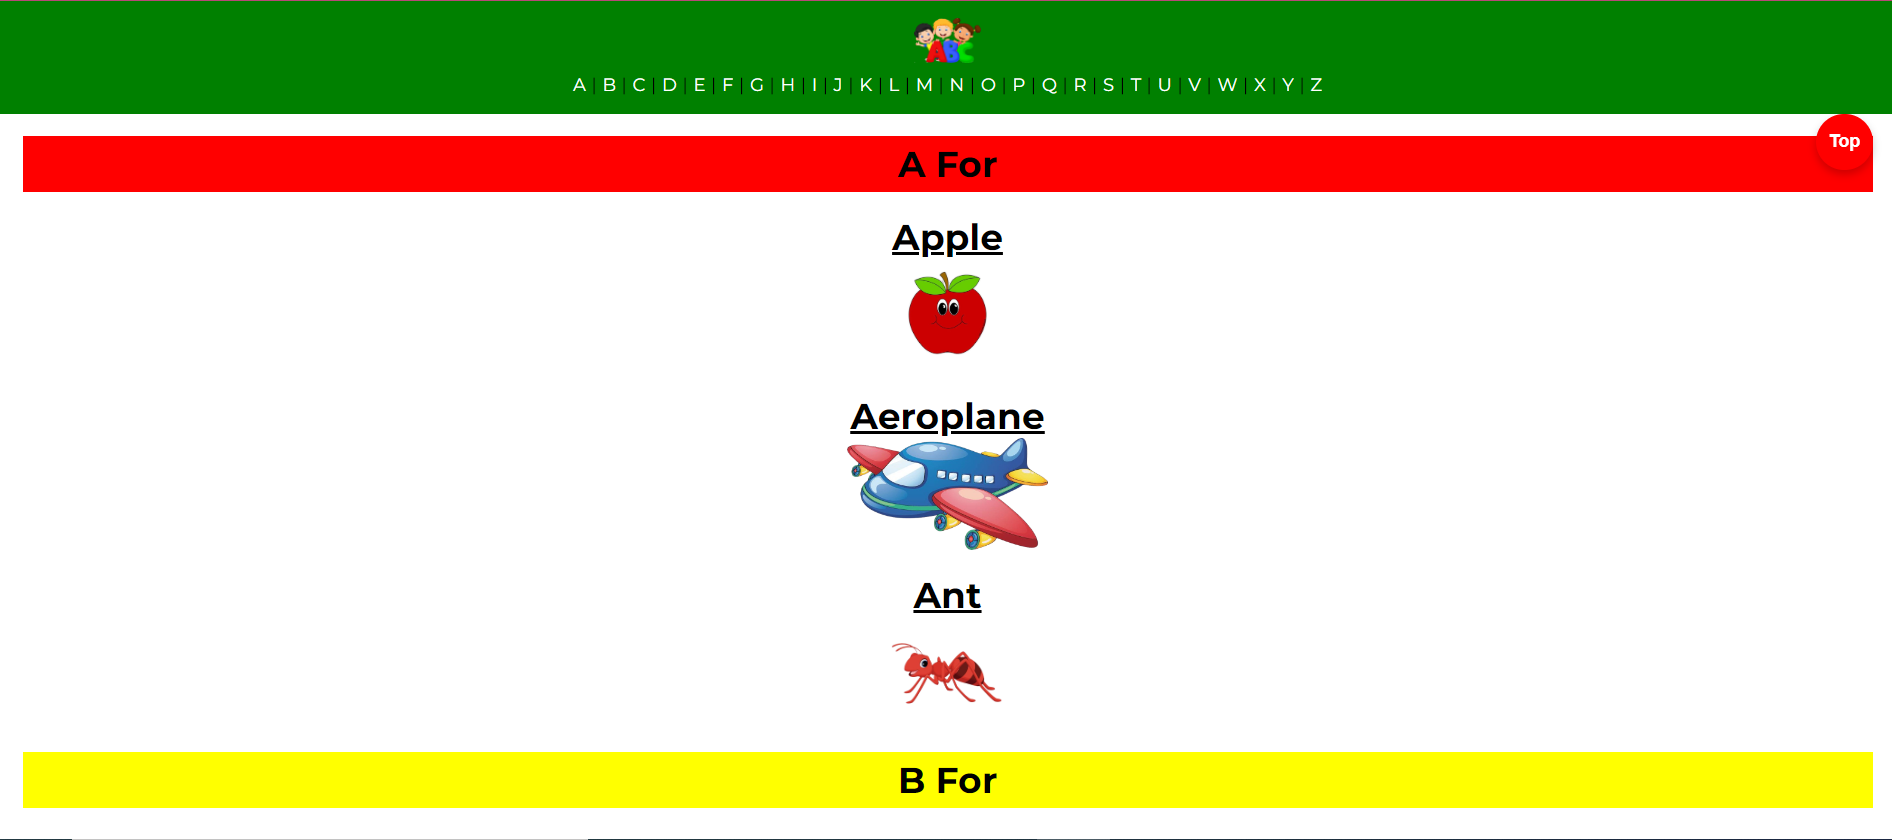 ABC
A | B | C | D | E | F | G | H | I | J | K | L | M | N | O | P | Q | R | S | T | U | V | W | X | Y | Z
Top
A For
Apple
Aeroplane
Ant
B For